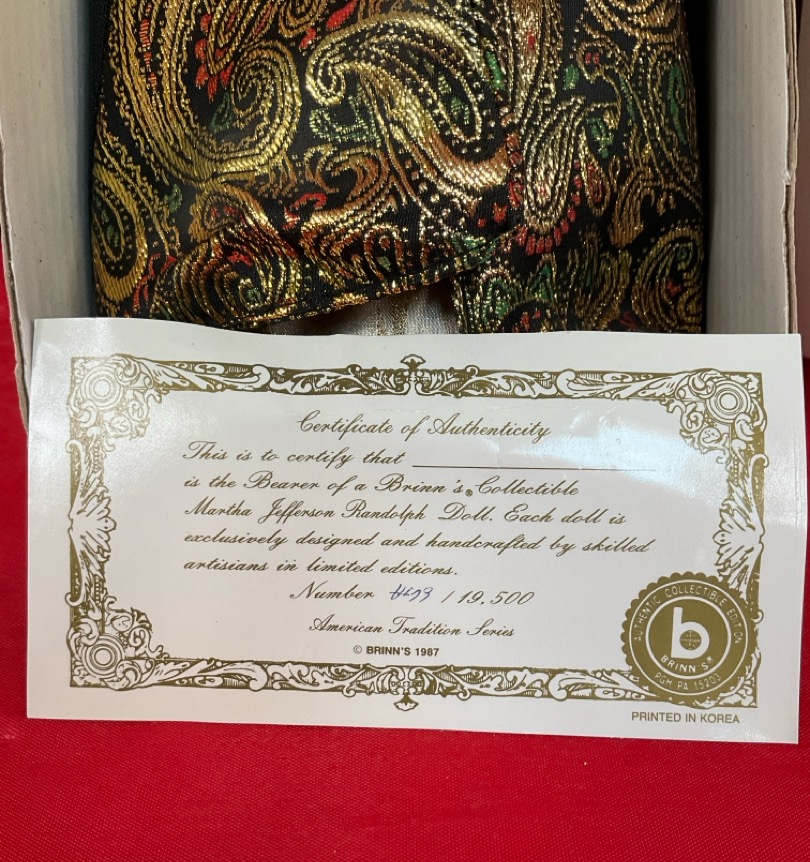 Certificate of Authenticity
This is to certify that
is the Bearer of a Brinn's® Collectible
Martha Jefferson Randolph Doll. Each doll is
exclusively designed and handcrafted by skilled
artisians in limited editions.
Number / 19,500
American Tradition Series
© BRINN'S 1987
AUTHENTIC COLLECTIBLE EDITION
b
BRINN'S®
PGH PA 15203
PRINTED IN KOREA